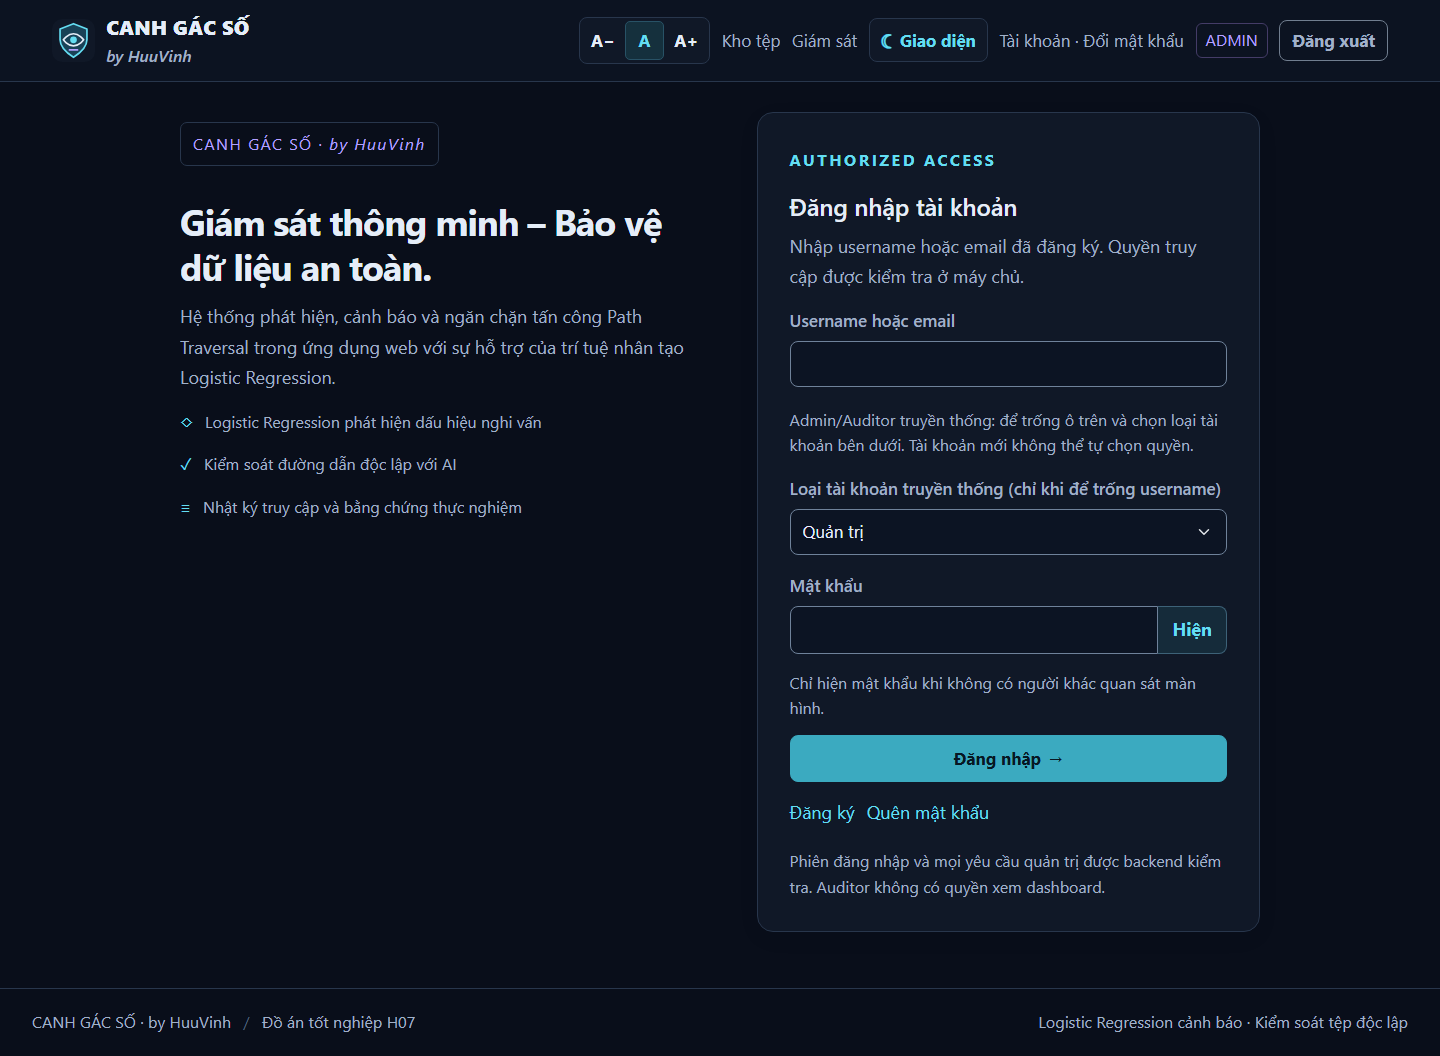 CANH GÁC SỐ
by HuuVinh
A− A A+ Kho tệp Giám sát ☾ Giao diện Tài khoản · Đổi mật khẩu ADMIN Đăng xuất
CANH GÁC SỐ · by HuuVinh
Giám sát thông minh – Bảo vệ
dữ liệu an toàn.
Hệ thống phát hiện, cảnh báo và ngăn chặn tấn công Path
Traversal trong ứng dụng web với sự hỗ trợ của trí tuệ nhân tạo
Logistic Regression.
◇ Logistic Regression phát hiện dấu hiệu nghi vấn
✓ Kiểm soát đường dẫn độc lập với AI
≡ Nhật ký truy cập và bằng chứng thực nghiệm
AUTHORIZED ACCESS
Đăng nhập tài khoản
Nhập username hoặc email đã đăng ký. Quyền truy
cập được kiểm tra ở máy chủ.
Username hoặc email
Admin/Auditor truyền thống: để trống ô trên và chọn loại tài
khoản bên dưới. Tài khoản mới không thể tự chọn quyền.
Loại tài khoản truyền thống (chỉ khi để trống username)
Quản trị
Mật khẩu
Hiện
Chỉ hiện mật khẩu khi không có người khác quan sát màn
hình.
Đăng nhập →
Đăng ký Quên mật khẩu
Phiên đăng nhập và mọi yêu cầu quản trị được backend kiểm
tra. Auditor không có quyền xem dashboard.
CANH GÁC SỐ · by HuuVinh / Đồ án tốt nghiệp H07
Logistic Regression cảnh báo · Kiểm soát tệp độc lập